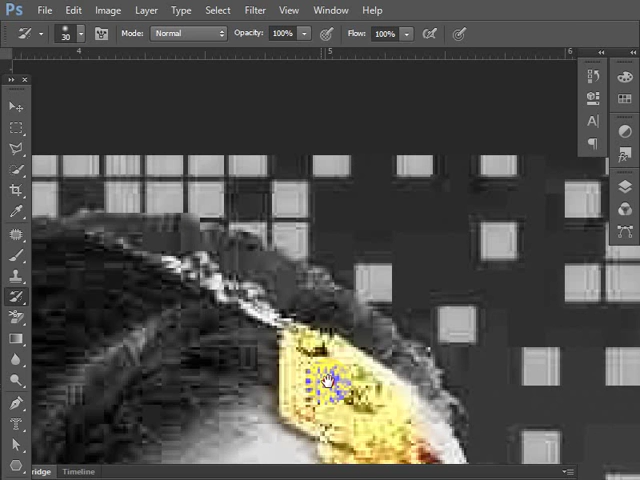 Ps File Edit Image Layer Type Select Filter View Window Help
30 Mode: Normal Opacity: 100% Flow: 100%
4 5 6
A
ridge Timeline